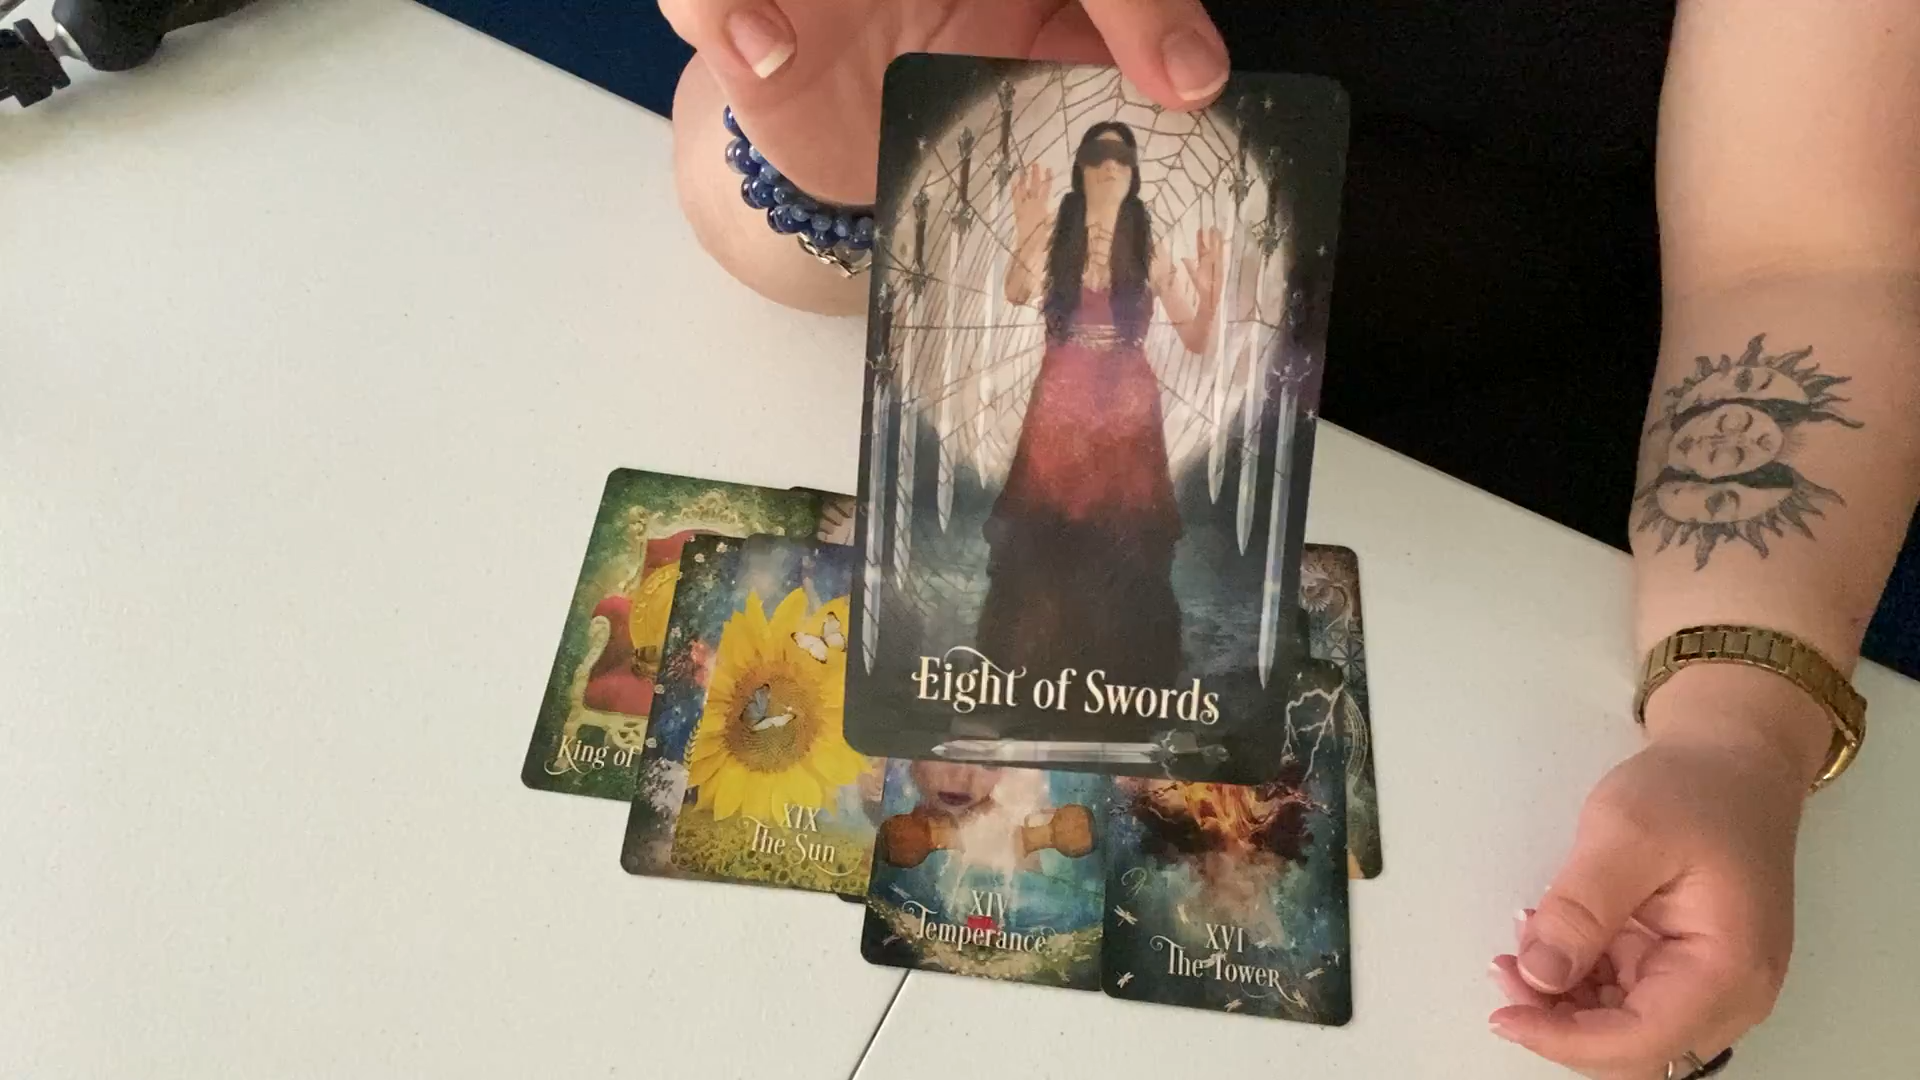 Eight of Swords
King of
XIX
The Sun
XIV
Temperance
XVI
The Tower